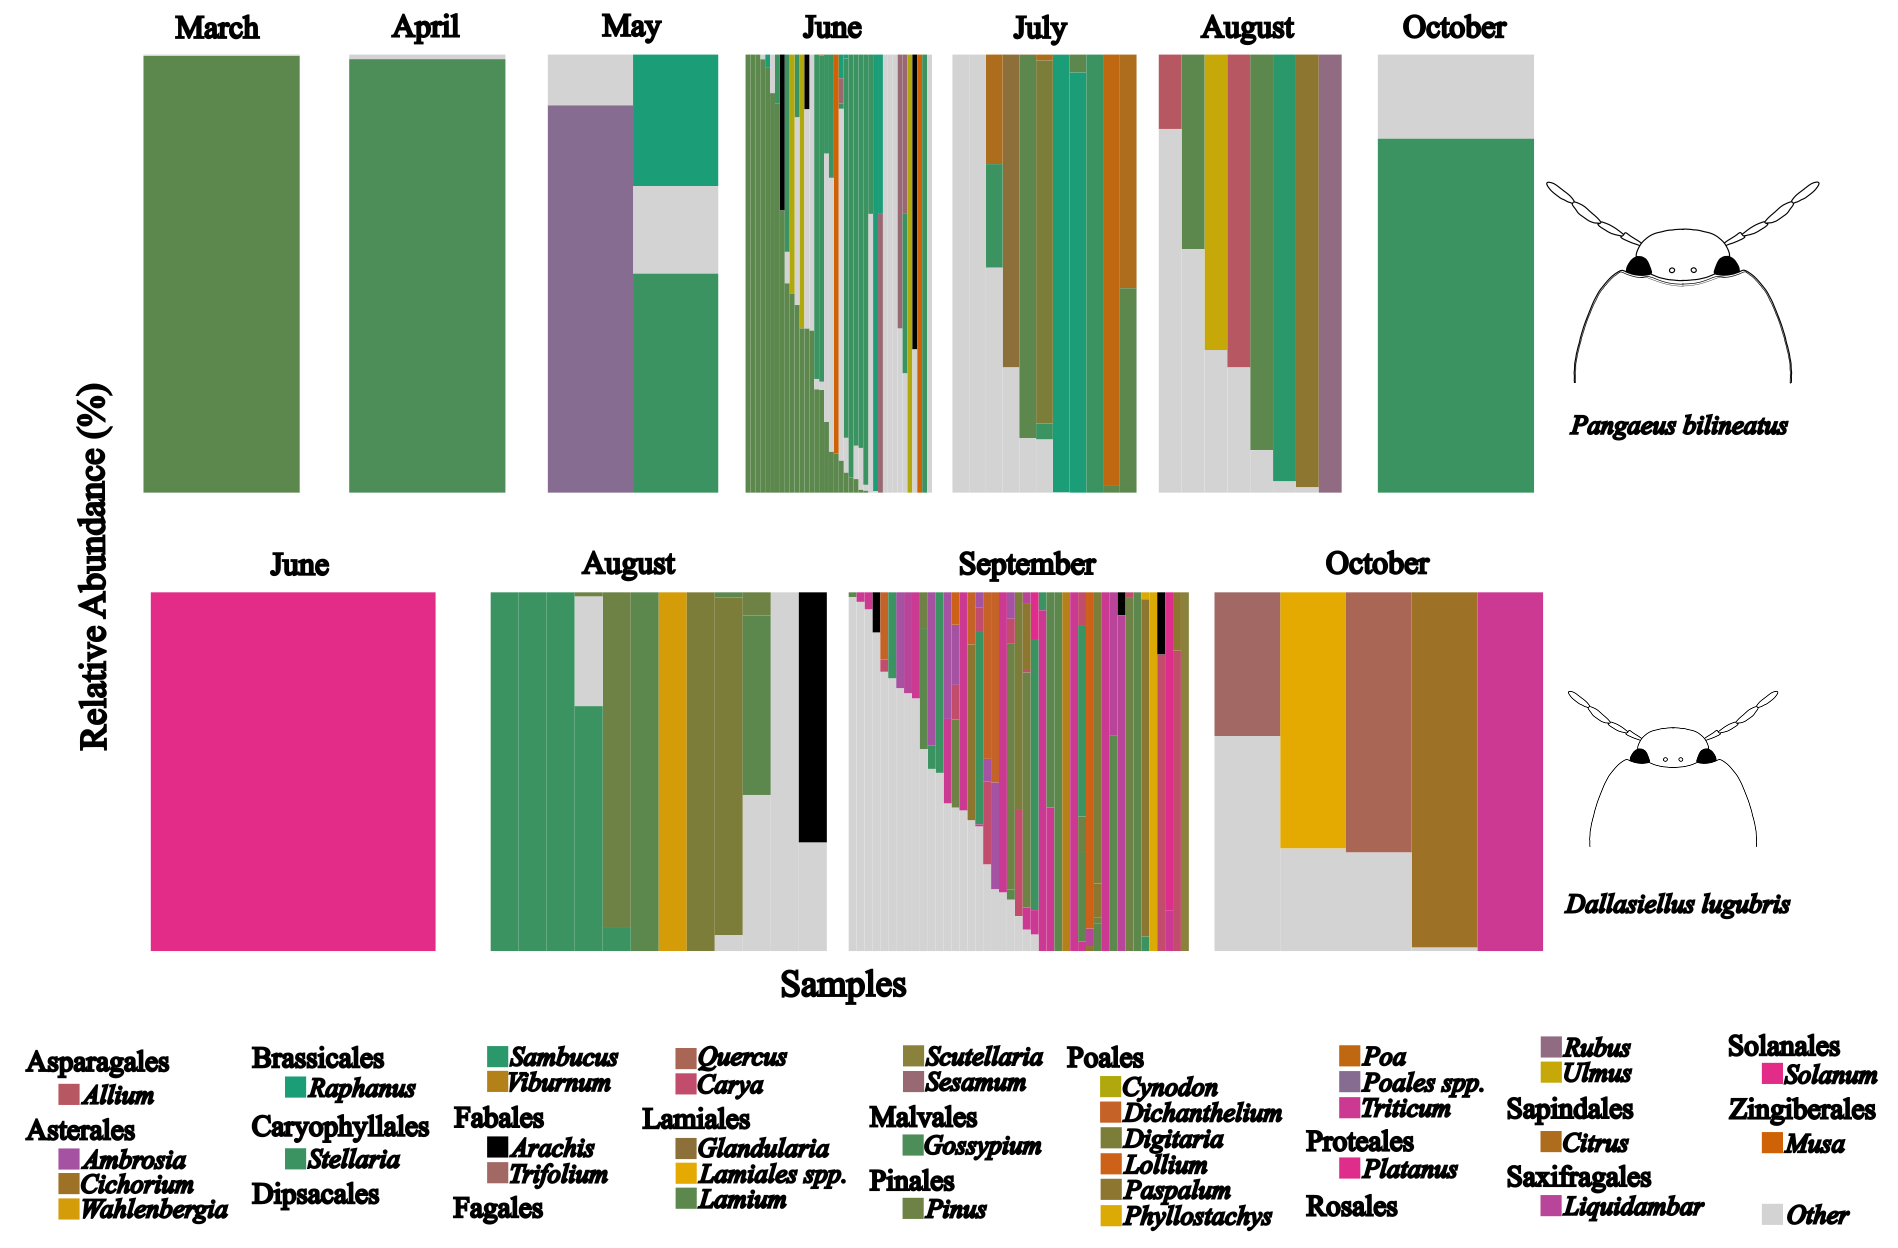 March April May June July August October
Pangaeus bilineatus
Relative Abundance (%)
June August September October
Dallasiellus lugubris
Samples
Asparagales
Allium
Asterales
Ambrosia
Cichorium
Wahlenbergia
Brassicales
Raphanus
Caryophyllales
Stellaria
Dipsacales
Sambucus
Viburnum
Fabales
Arachis
Trifolium
Fagales
Quercus
Carya
Lamiales
Glandularia
Lamiales spp.
Lamium
Scutellaria
Sesamum
Malvales
Gossypium
Pinales
Pinus
Poales
Cynodon
Dichanthelium
Digitaria
Lollium
Paspalum
Phyllostachys
Poa
Poales spp.
Triticum
Proteales
Platanus
Rosales
Rubus
Ulmus
Sapindales
Citrus
Saxifragales
Liquidambar
Solanales
Solanum
Zingiberales
Musa
Other